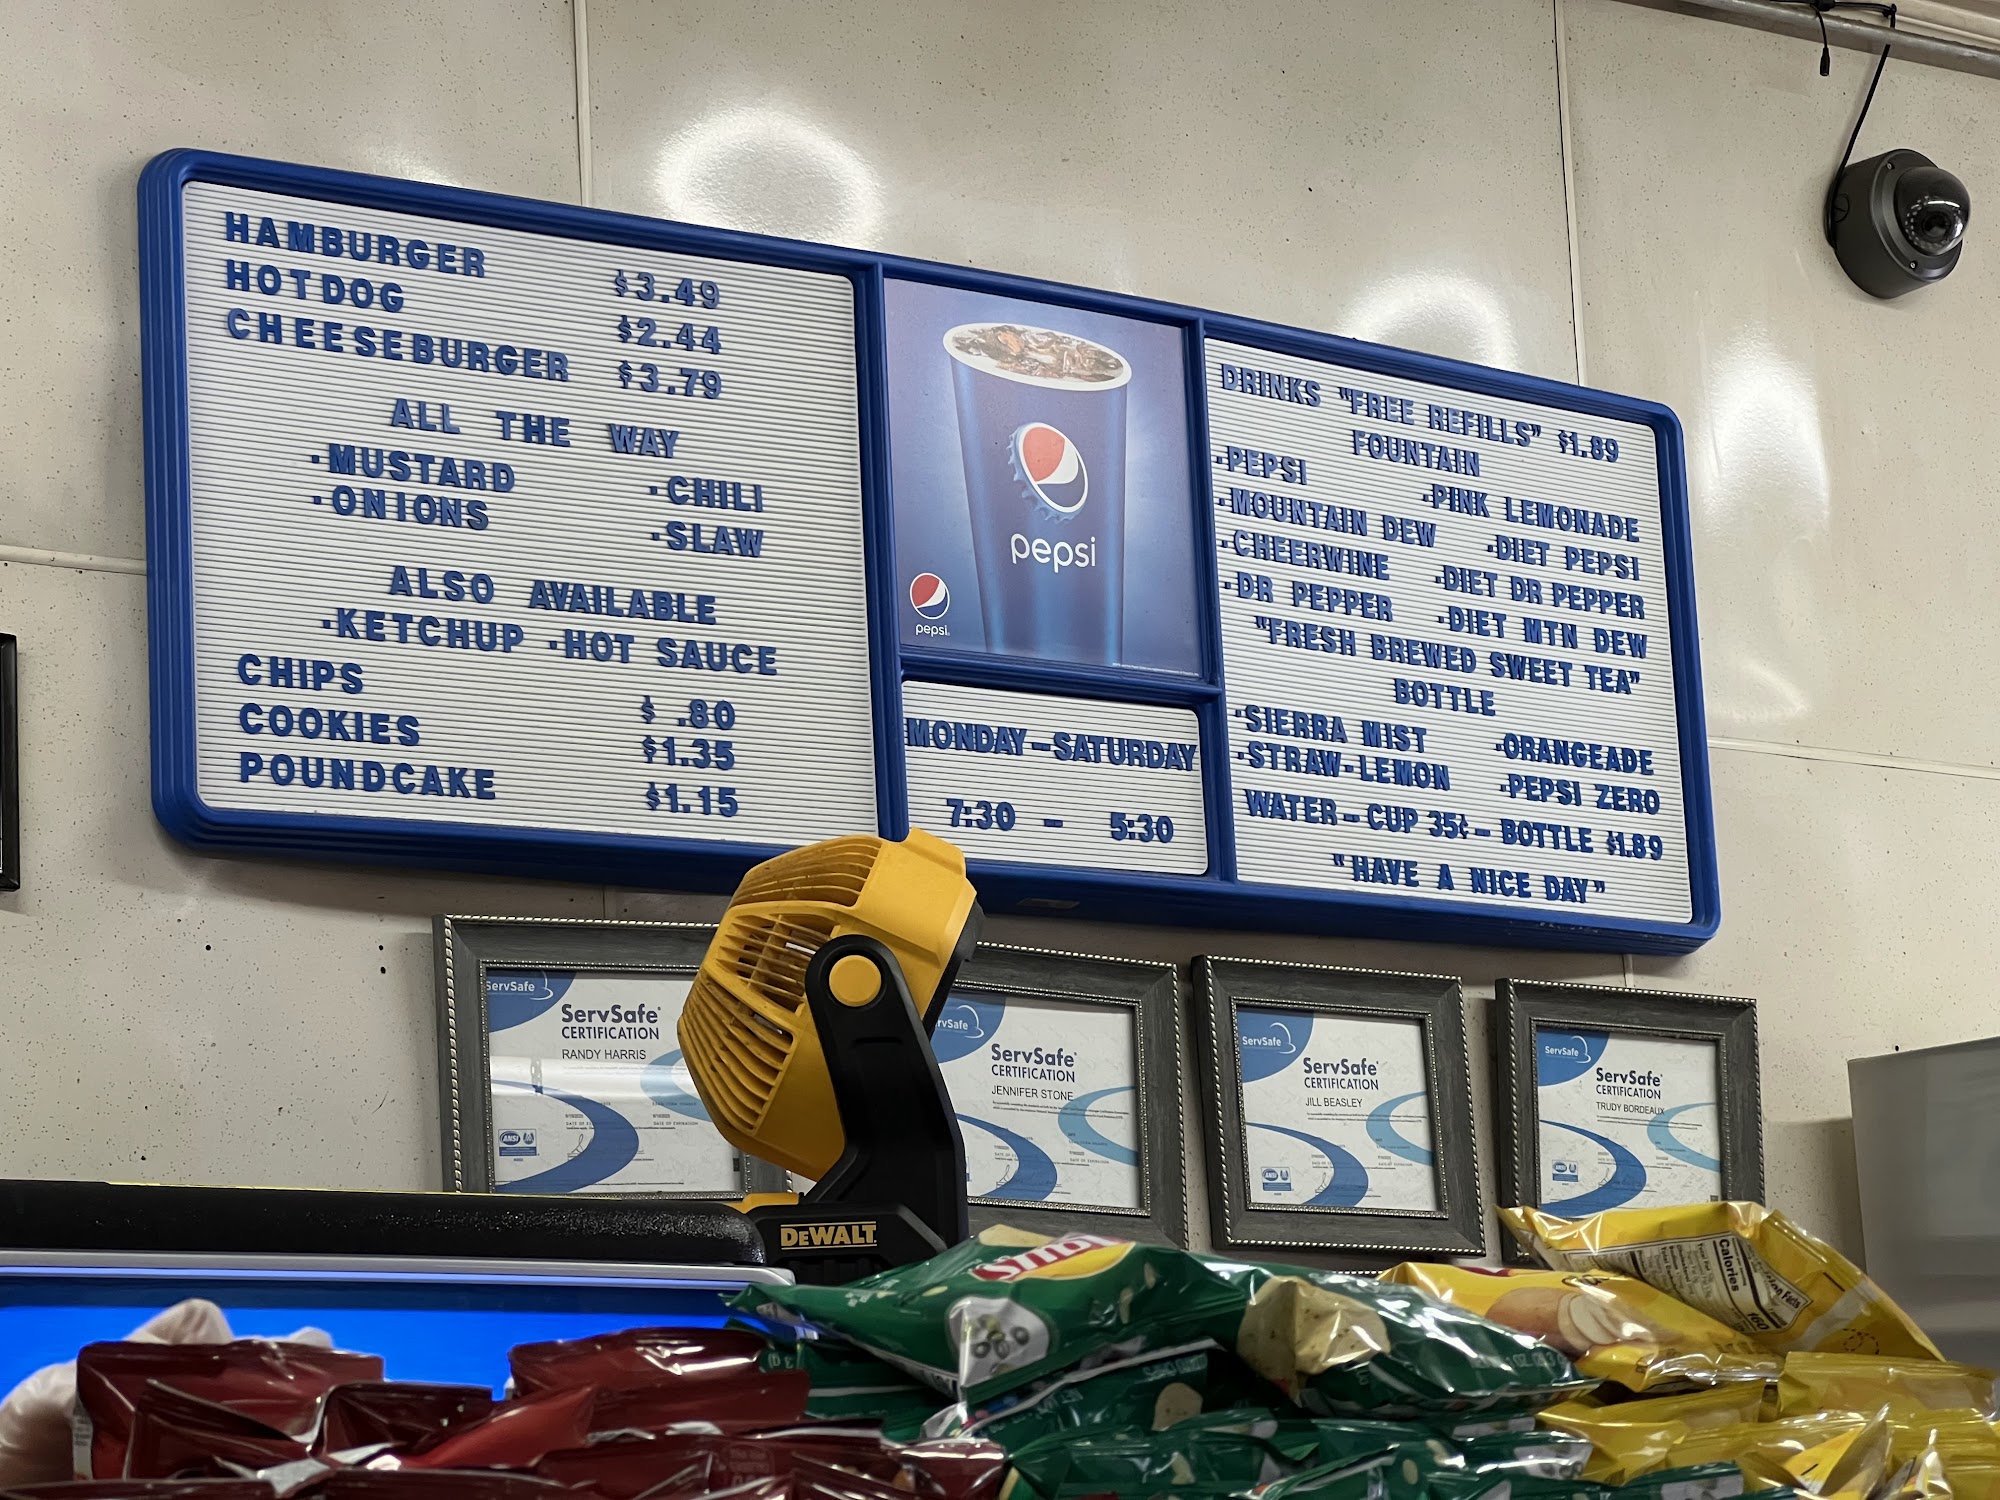 HAMBURGER $3.49
HOTDOG $2.44
CHEESEBURGER $3.79
ALL THE WAY
·MUSTARD ·CHILI
·ONIONS ·SLAW
ALSO AVAILABLE
·KETCHUP ·HOT SAUCE
CHIPS $ .80
COOKIES $1.35
POUNDCAKE $1.15
pepsi
pepsi
MONDAY-SATURDAY
7:30 - 5:30
DRINKS "FREE REFILLS" $1.89
FOUNTAIN
·PEPSI ·PINK LEMONADE
·MOUNTAIN DEW ·DIET PEPSI
·CHEERWINE ·DIET DR PEPPER
·DR PEPPER ·DIET MTN DEW
"FRESH BREWED SWEET TEA"
BOTTLE
·SIERRA MIST ·ORANGEADE
·STRAW-LEMON ·PEPSI ZERO
WATER-CUP 35¢-BOTTLE $1.89
"HAVE A NICE DAY"
ServSafe
ServSafe®
CERTIFICATION
RANDY HARRIS
ANSI
rvSafe
ServSafe®
CERTIFICATION
JENNIFER STONE
ServSafe
ServSafe®
CERTIFICATION
JILL BEASLEY
ANSI
ServSafe
ServSafe®
CERTIFICATION
TRUDY BORDEAUX
ANSI
DEWALT
Calories
160